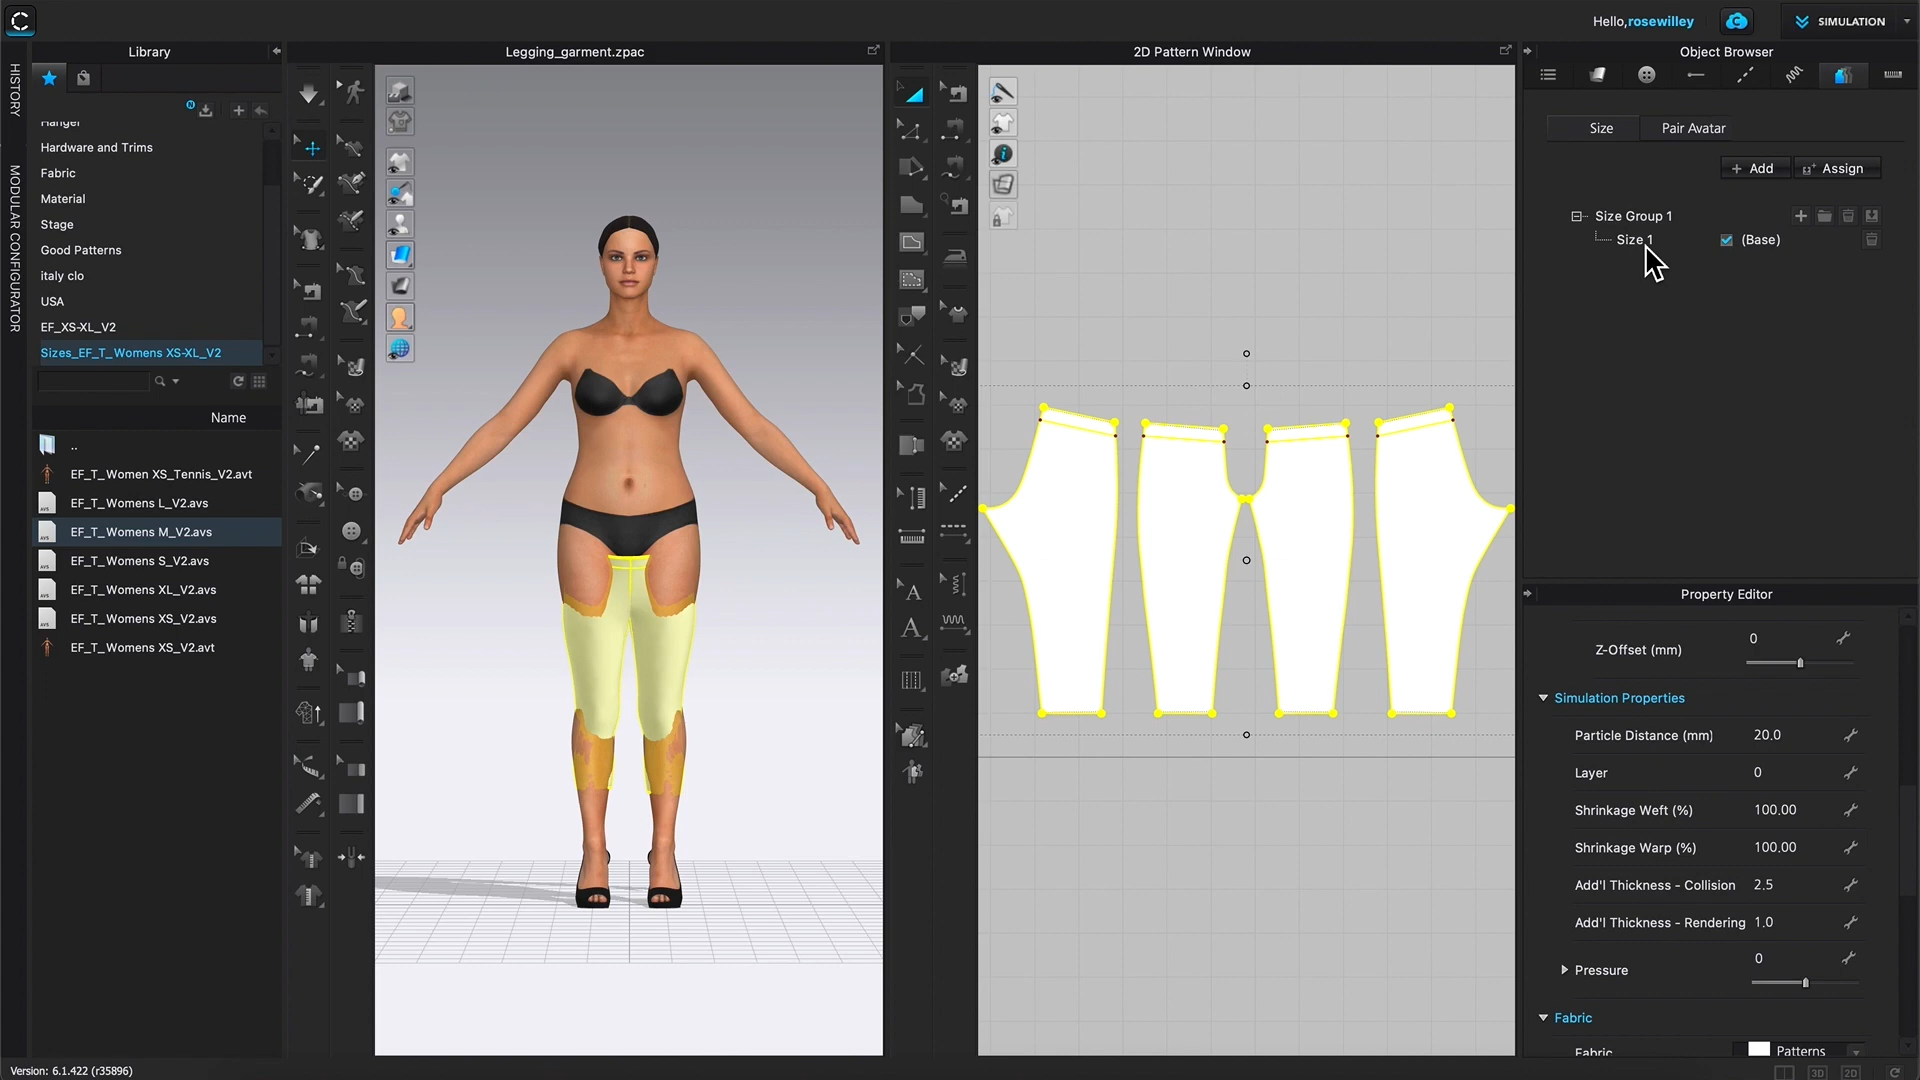 Hello,rosewilley
SIMULATION
HISTORY
MODULAR CONFIGURATOR
Library
Hanger
Hardware and Trims
Fabric
Material
Stage
Good Patterns
italy clo
USA
EF_XS-XL_V2
Sizes_EF_T_Womens XS-XL_V2
Name
..
EF_T_Women XS_Tennis_V2.avt
EF_T_Womens L_V2.avs
EF_T_Womens M_V2.avs
EF_T_Womens S_V2.avs
EF_T_Womens XL_V2.avs
EF_T_Womens XS_V2.avs
EF_T_Womens XS_V2.avt
Legging_garment.zpac
2D Pattern Window
Object Browser
Size
Pair Avatar
+ Add
Assign
Size Group 1
Size 1
(Base)
Property Editor
Z-Offset (mm)
0
Simulation Properties
Particle Distance (mm) 20.0
Layer 0
Shrinkage Weft (%) 100.00
Shrinkage Warp (%) 100.00
Add'l Thickness - Collision 2.5
Add'l Thickness - Rendering 1.0
Pressure 0
Fabric
Fabric Patterns
Version: 6.1.422 (r35896)
3D
2D